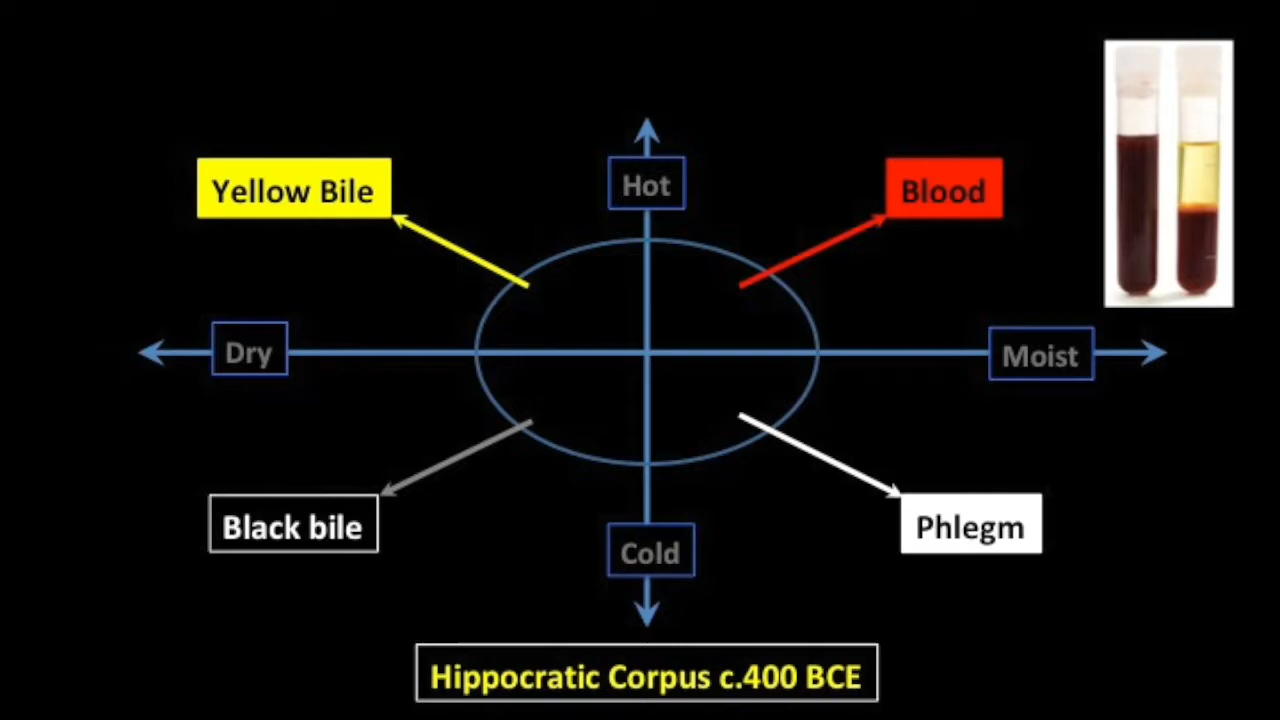 Yellow Bile
Hot
Blood
Dry
Moist
Black bile
Cold
Phlegm
Hippocratic Corpus c.400 BCE